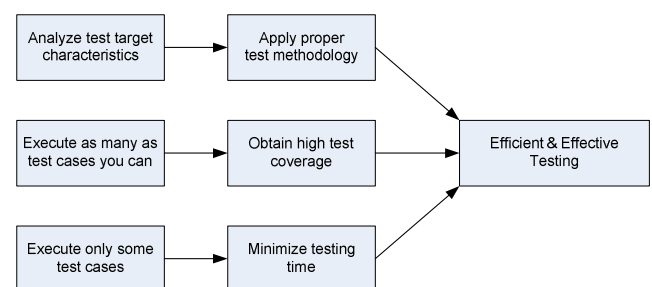 Analyze test target
characteristics
Apply proper
test methodology
Execute as many as
test cases you can
Obtain high test
coverage
Efficient & Effective
Testing
Execute only some
test cases
Minimize testing
time